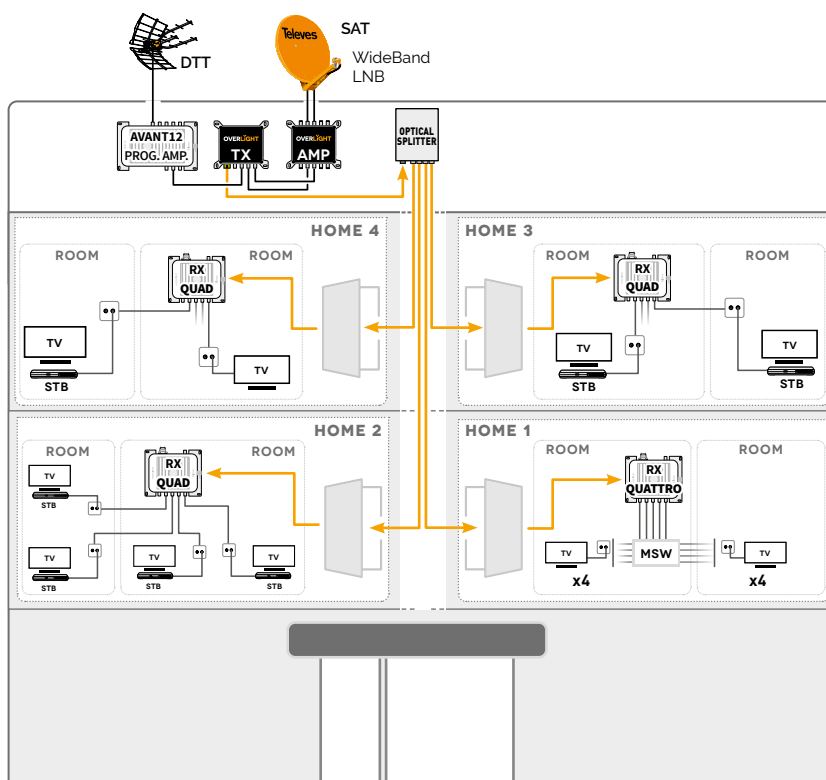 DTT
Televes
SAT
WideBand
LNB
AVANT12
PROG. AMP.
OVERLIGHT
TX
OVERLIGHT
AMP
OPTICAL
SPLITTER
HOME 4
ROOM
ROOM
RX
QUAD
TV
STB
TV
HOME 3
ROOM
ROOM
RX
QUAD
TV
STB
TV
STB
HOME 2
ROOM
ROOM
RX
QUAD
TV
STB
TV
STB
TV
STB
TV
STB
HOME 1
ROOM
ROOM
RX
QUATTRO
MSW
TV
x4
TV
x4